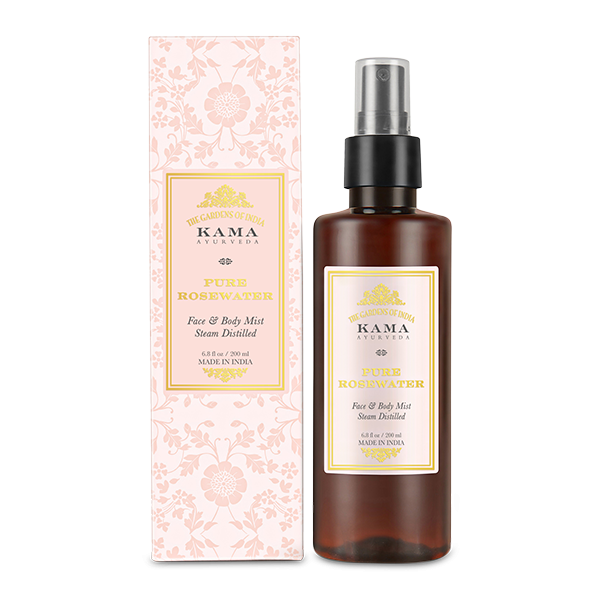 THE GARDENS OF INDIA
KAMA
AYURVEDA
PURE
ROSEWATER
Face & Body Mist
Steam Distilled
6.8 fl oz / 200 ml
MADE IN INDIA
THE GARDENS OF INDIA
KAMA
AYURVEDA
PURE
ROSEWATER
Face & Body Mist
Steam Distilled
6.8 fl oz / 200 ml
MADE IN INDIA